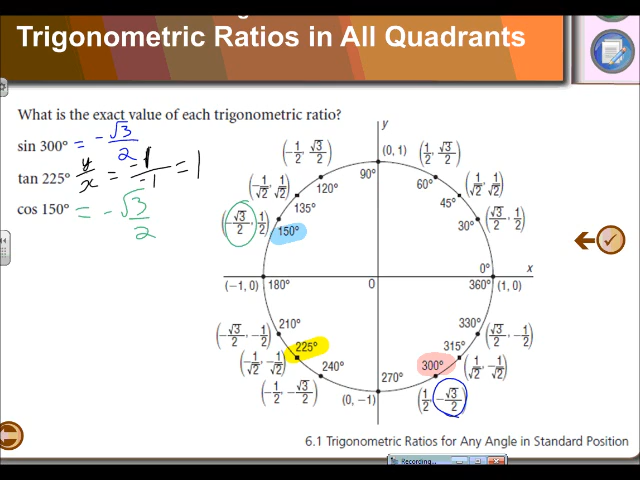 Trigonometric Ratios in All Quadrants
What is the exact value of each trigonometric ratio?
sin 300° = -√3/2
tan 225° y/x = -1/-1 = 1
cos 150° = -√3/2
y
(-1/2, √3/2) (0, 1) (1/2, √3/2)
90°
120° 60°
(-1/√2, 1/√2) (1/√2, 1/√2)
135° 45°
(-√3/2, 1/2) (√3/2, 1/2)
150° 30°
0° x
(-1, 0) 180° 0 360° (1, 0)
210° 330°
(-√3/2, -1/2) (√3/2, -1/2)
225° 315°
(-1/√2, -1/√2) (1/√2, -1/√2)
240° 300°
270°
(-1/2, -√3/2) (0, -1) (1/2, -√3/2)
6.1 Trigonometric Ratios for Any Angle in Standard Position
Recording...